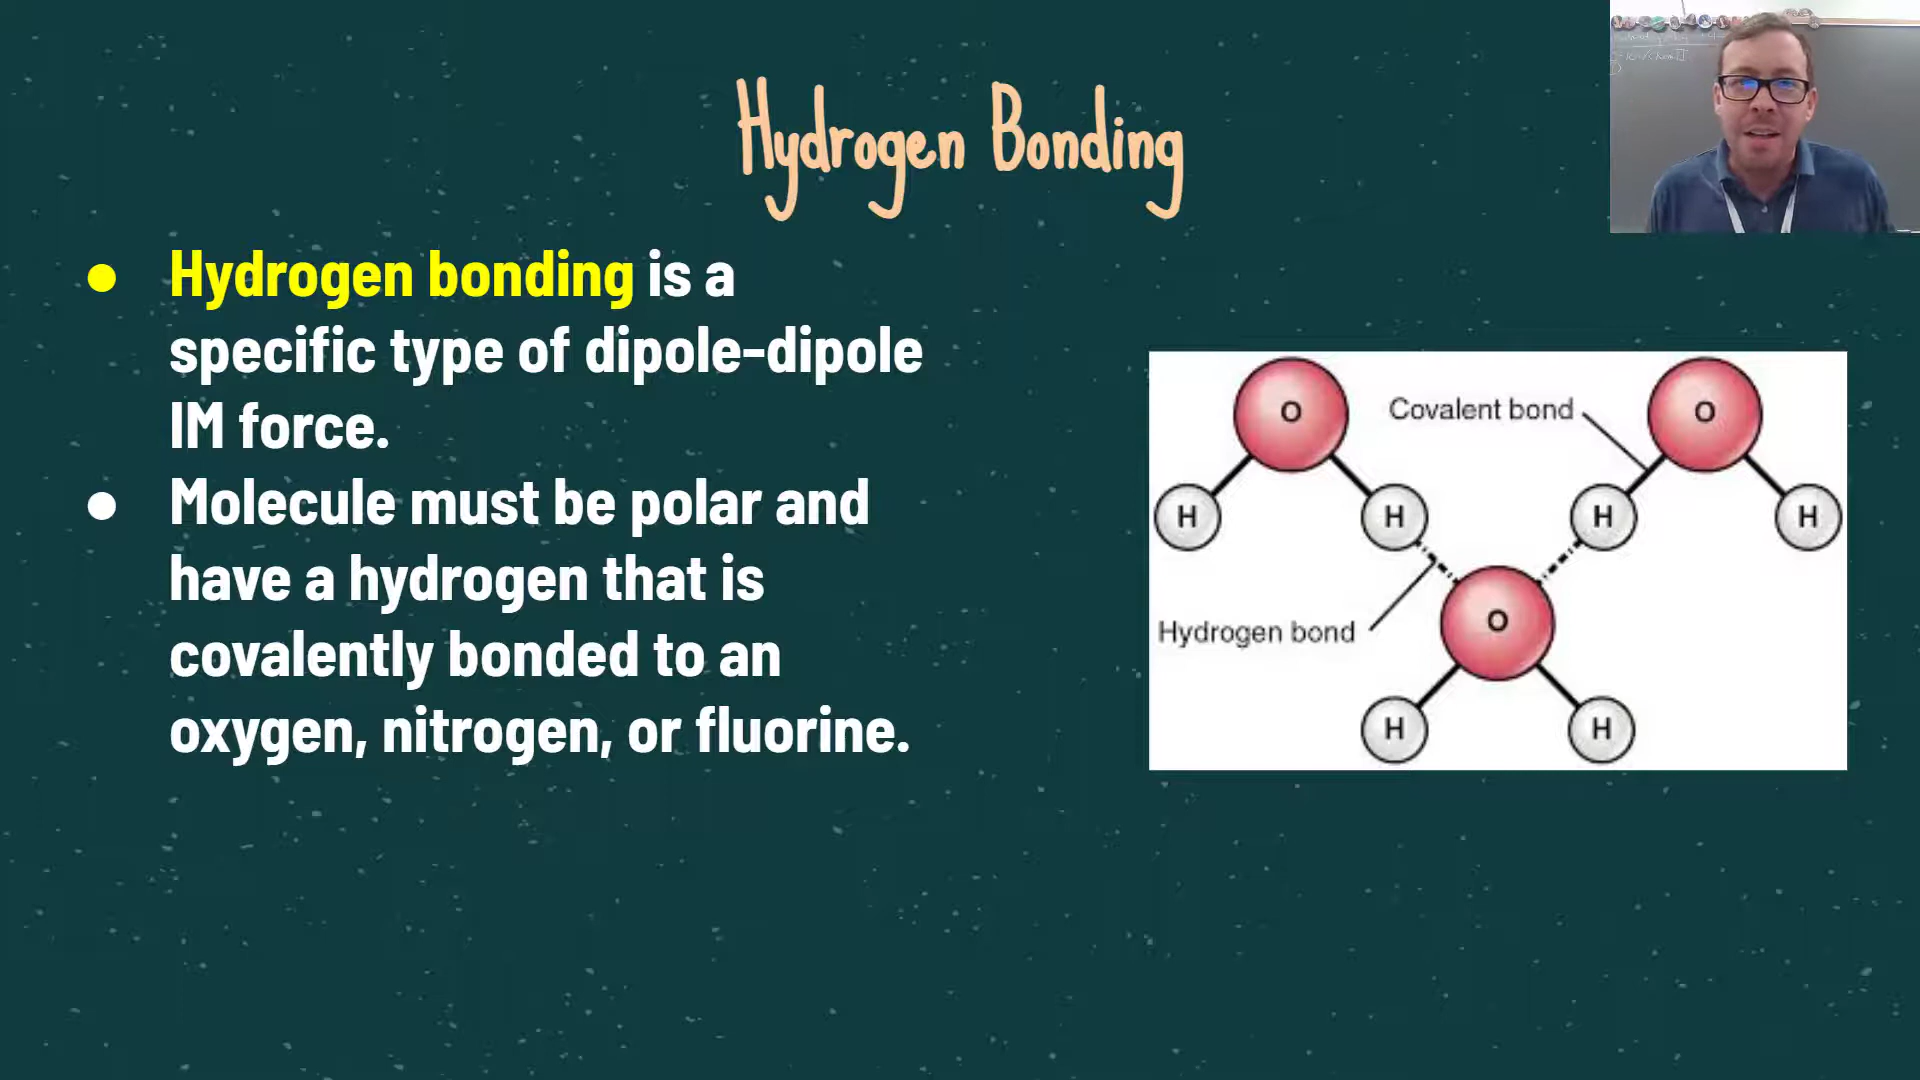 Hydrogen Bonding
● Hydrogen bonding is a
specific type of dipole-dipole
IM force.
● Molecule must be polar and
have a hydrogen that is
covalently bonded to an
oxygen, nitrogen, or fluorine.
O Covalent bond O
H H H H
O
Hydrogen bond
H H